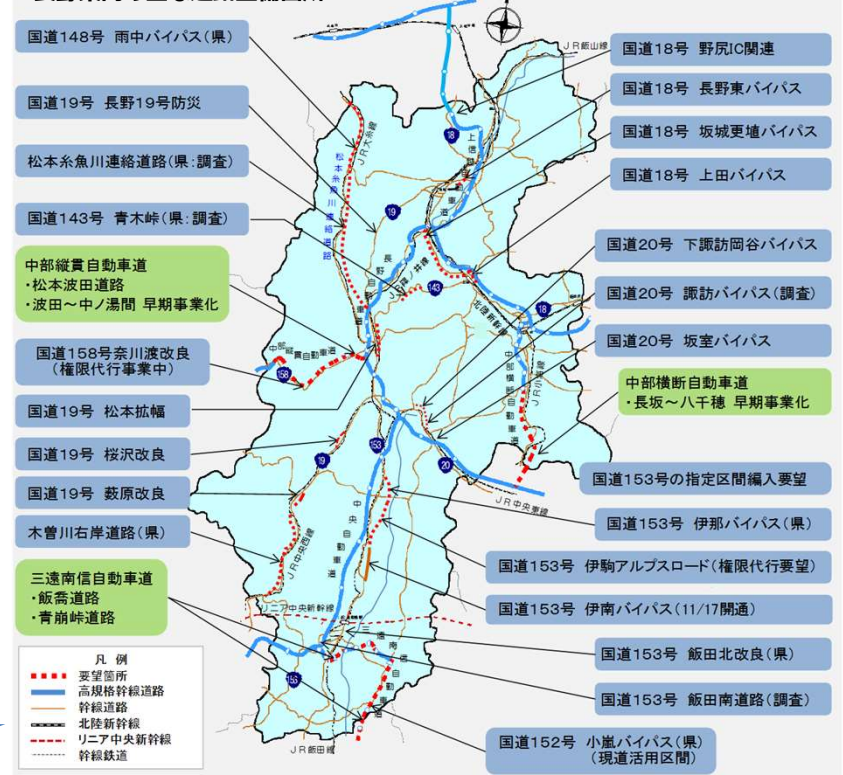 国道148号 雨中バイパス(県)
国道19号 長野19号防災
松本糸魚川連絡道路(県:調査)
国道143号 青木峠(県:調査)
中部縦貫自動車道
・松本波田道路
・波田～中ノ湯間 早期事業化
国道158号奈川渡改良
(権限代行事業中)
国道19号 松本拡幅
国道19号 桜沢改良
国道19号 薮原改良
木曽川右岸道路(県)
三遠南信自動車道
・飯喬道路
・青崩峠道路
凡例
要望箇所
高規格幹線道路
幹線道路
北陸新幹線
リニア中央新幹線
幹線鉄道
JR飯山線
18
上信越自動車道
JR大糸線
松本糸魚川連絡道路
19
長野自動車道
JR篠ノ井線
143
北陸新幹線
18
中部縦貫自動車道
158
中部横断自動車道
JR小海線
153
19
20
JR中央東線
中央自動車道
JR中央西線
リニア中央新幹線
三遠南信自動車道
153
JR飯田線
国道18号 野尻IC関連
国道18号 長野東バイパス
国道18号 坂城更埴バイパス
国道18号 上田バイパス
国道20号 下諏訪岡谷バイパス
国道20号 諏訪バイパス(調査)
国道20号 坂室バイパス
中部横断自動車道
・長坂～八千穂 早期事業化
国道153号の指定区間編入要望
国道153号 伊那バイパス(県)
国道153号 伊駒アルプスロード(権限代行要望)
国道153号 伊南バイパス(11/17開通)
国道153号 飯田北改良(県)
国道153号 飯田南道路(調査)
国道152号 小嵐バイパス(県)
(現道活用区間)